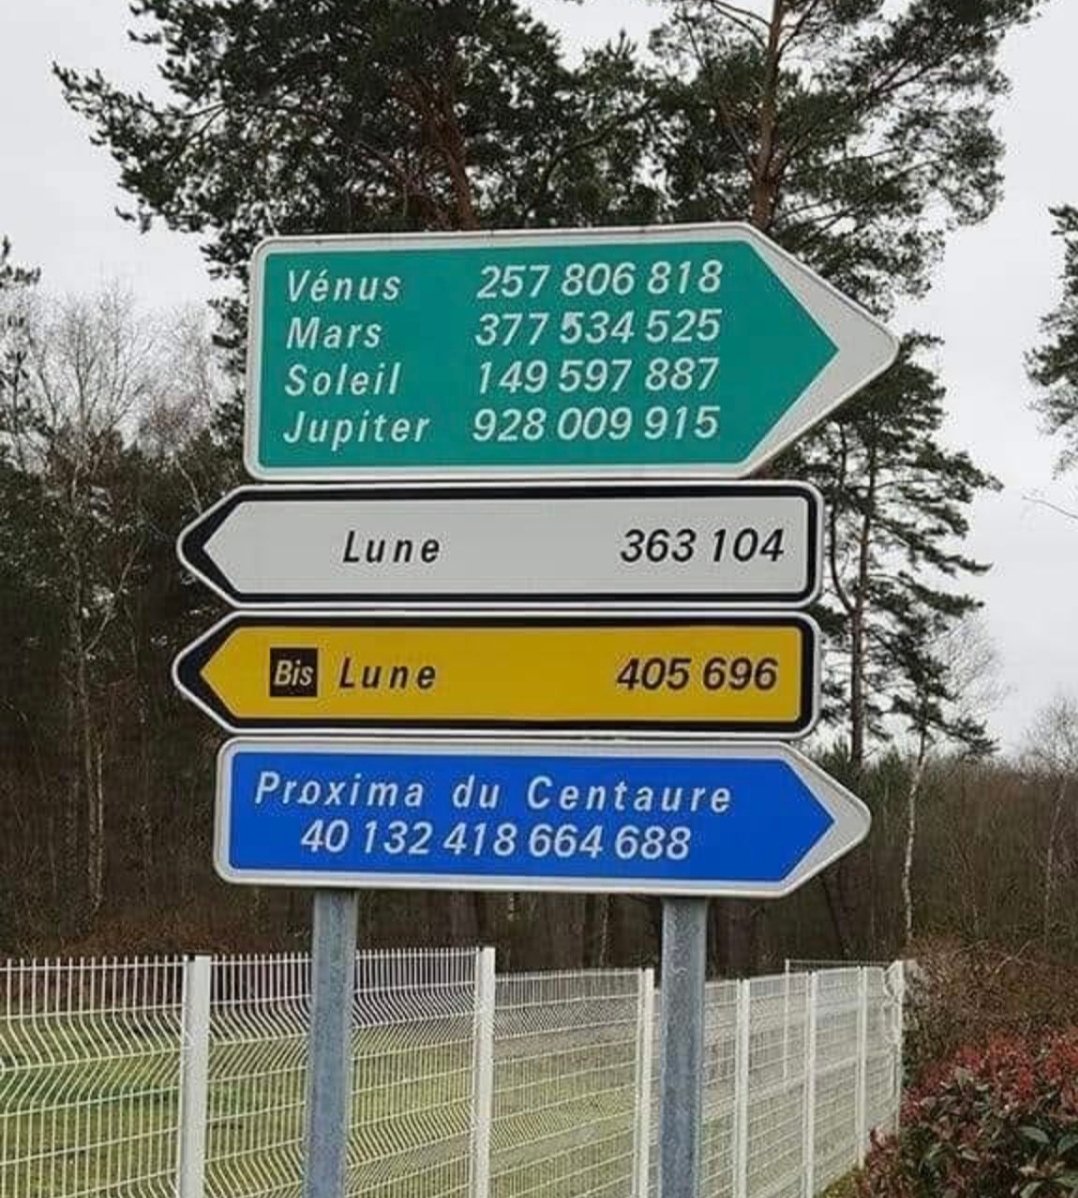 Vénus 257 806 818
Mars 377 534 525
Soleil 149 597 887
Jupiter 928 009 915
Lune 363 104
Bis Lune 405 696
Proxima du Centaure
40 132 418 664 688